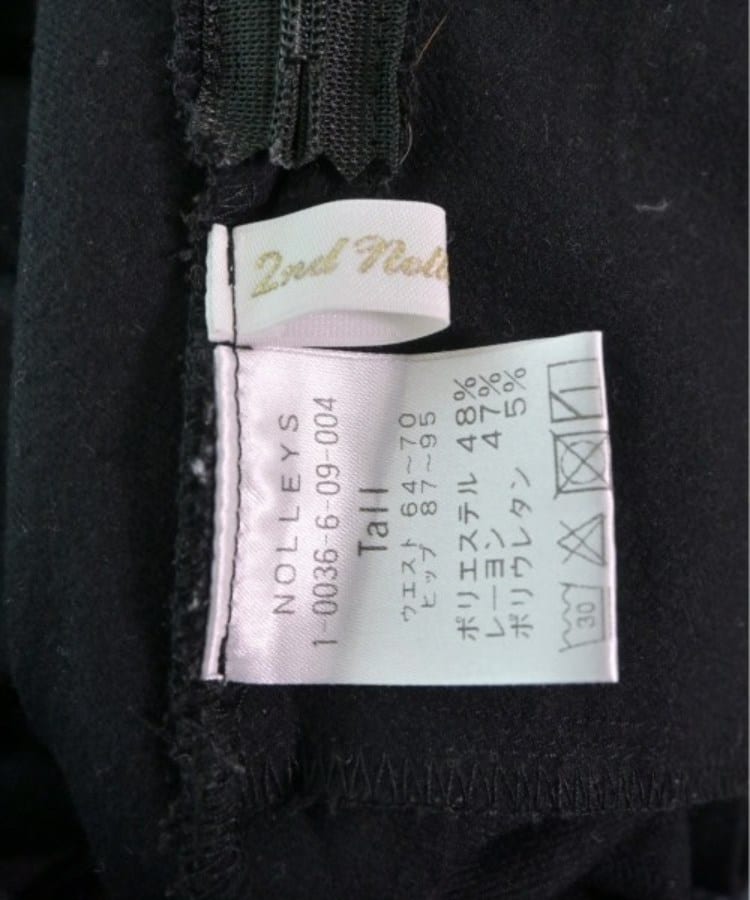 2nd
NOLLEYS
1-0036-6-09-004
Tall
ウエスト 64～70
ヒップ 87～95
ポリエステル 48%
レーヨン 47%
ポリウレタン 5%
30